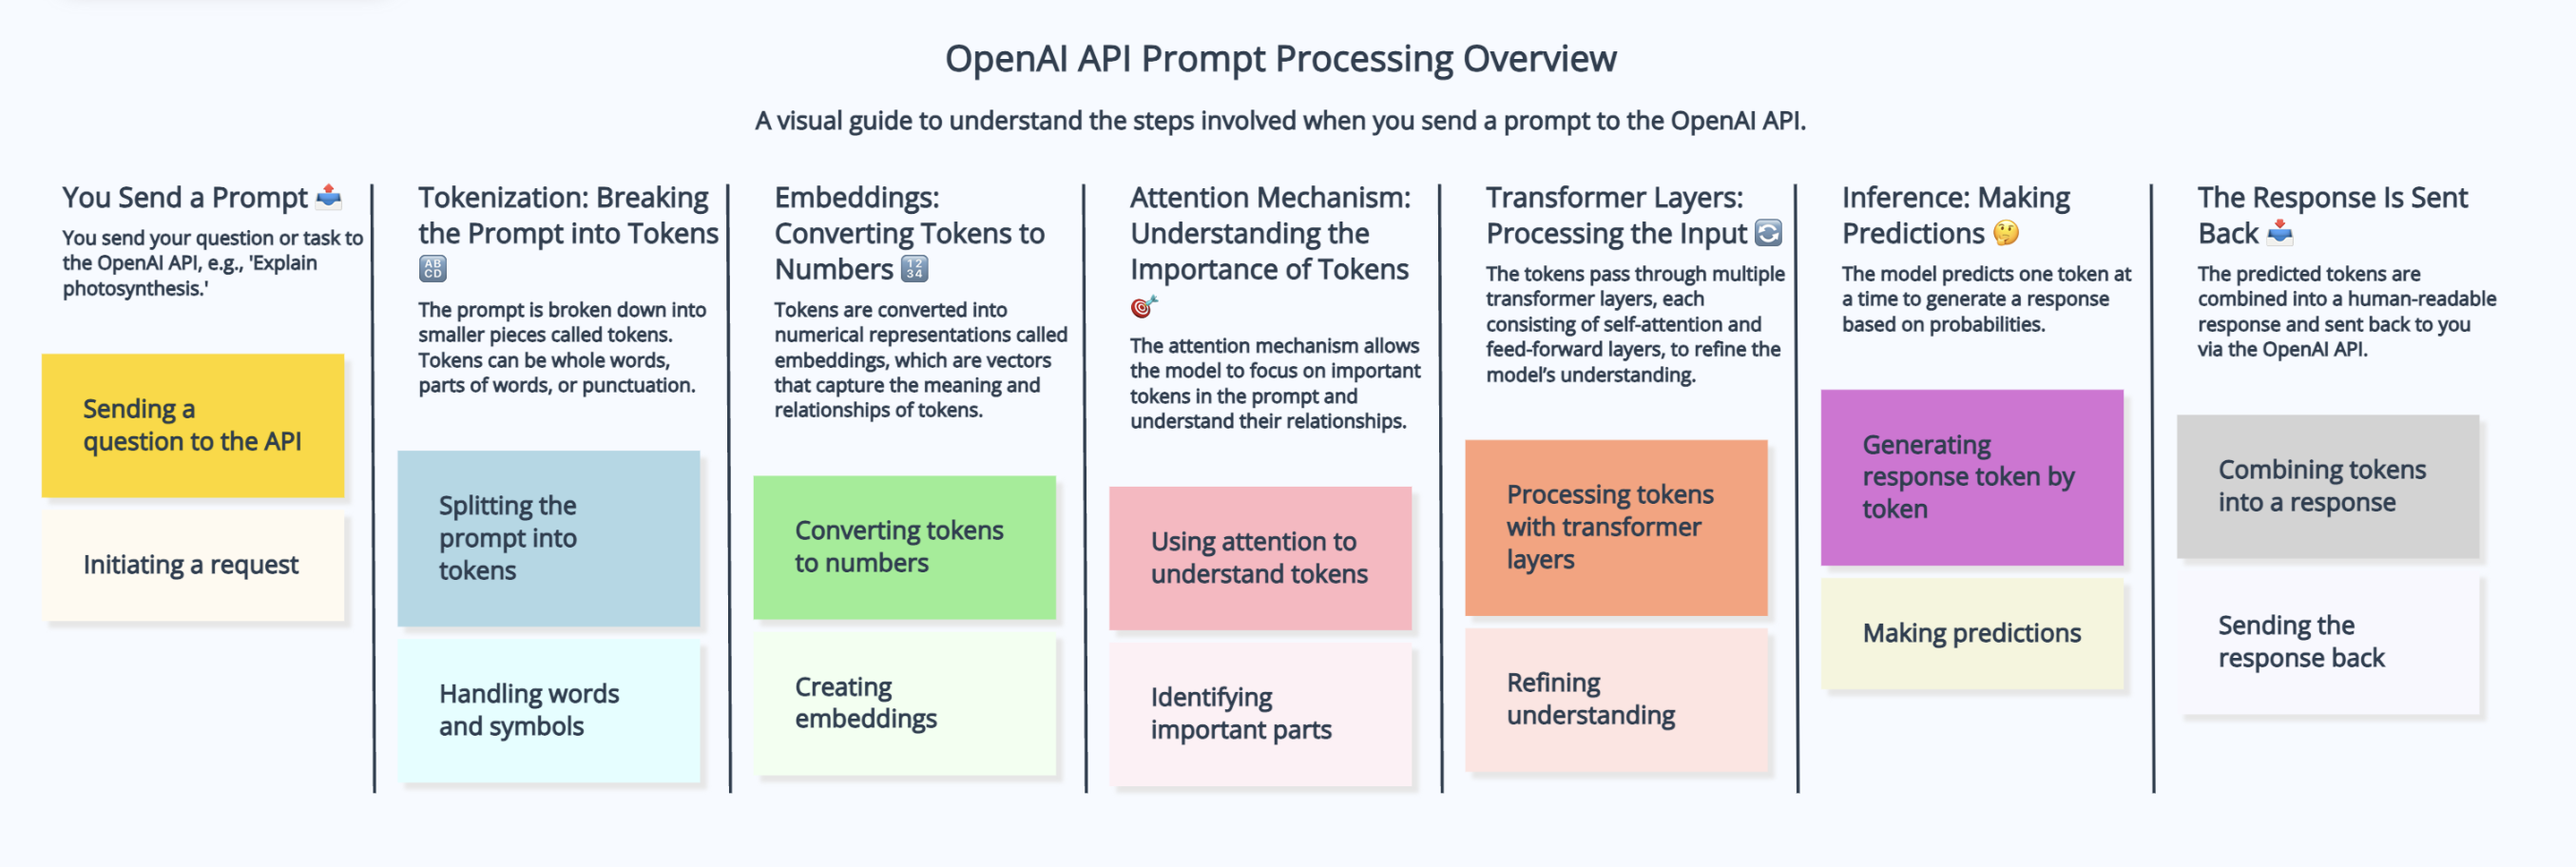 OpenAI API Prompt Processing Overview
A visual guide to understand the steps involved when you send a prompt to the OpenAI API.
You Send a Prompt 📤
You send your question or task to
the OpenAI API, e.g., 'Explain
photosynthesis.'
Sending a
question to the API
Initiating a request
Tokenization: Breaking
the Prompt into Tokens
🔠
The prompt is broken down into
smaller pieces called tokens.
Tokens can be whole words,
parts of words, or punctuation.
Splitting the
prompt into
tokens
Handling words
and symbols
Embeddings:
Converting Tokens to
Numbers 🔢
Tokens are converted into
numerical representations called
embeddings, which are vectors
that capture the meaning and
relationships of tokens.
Converting tokens
to numbers
Creating
embeddings
Attention Mechanism:
Understanding the
Importance of Tokens
🎯
The attention mechanism allows
the model to focus on important
tokens in the prompt and
understand their relationships.
Using attention to
understand tokens
Identifying
important parts
Transformer Layers:
Processing the Input 🔄
The tokens pass through multiple
transformer layers, each
consisting of self-attention and
feed-forward layers, to refine the
model’s understanding.
Processing tokens
with transformer
layers
Refining
understanding
Inference: Making
Predictions 🤔
The model predicts one token at
a time to generate a response
based on probabilities.
Generating
response token by
token
Making predictions
The Response Is Sent
Back 📥
The predicted tokens are
combined into a human-readable
response and sent back to you
via the OpenAI API.
Combining tokens
into a response
Sending the
response back